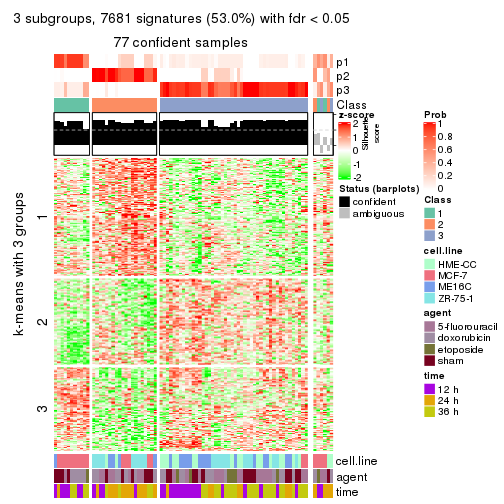 3 subgroups, 7681 signatures (53.0%) with fdr < 0.05
77 confident samples
p1
p2
p3
Class
z-score
2
1
0
-1
-2
Silhouette
score
Prob
1
0.8
0.6
0.4
0.2
0
Status (barplots)
confident
ambiguous
Class
1
2
3
cell.line
HME-CC
MCF-7
ME16C
ZR-75-1
agent
5-fluorouracil
doxorubicin
etoposide
sham
time
12 h
24 h
36 h
k-means with 3 groups
1
2
3
cell.line
agent
time